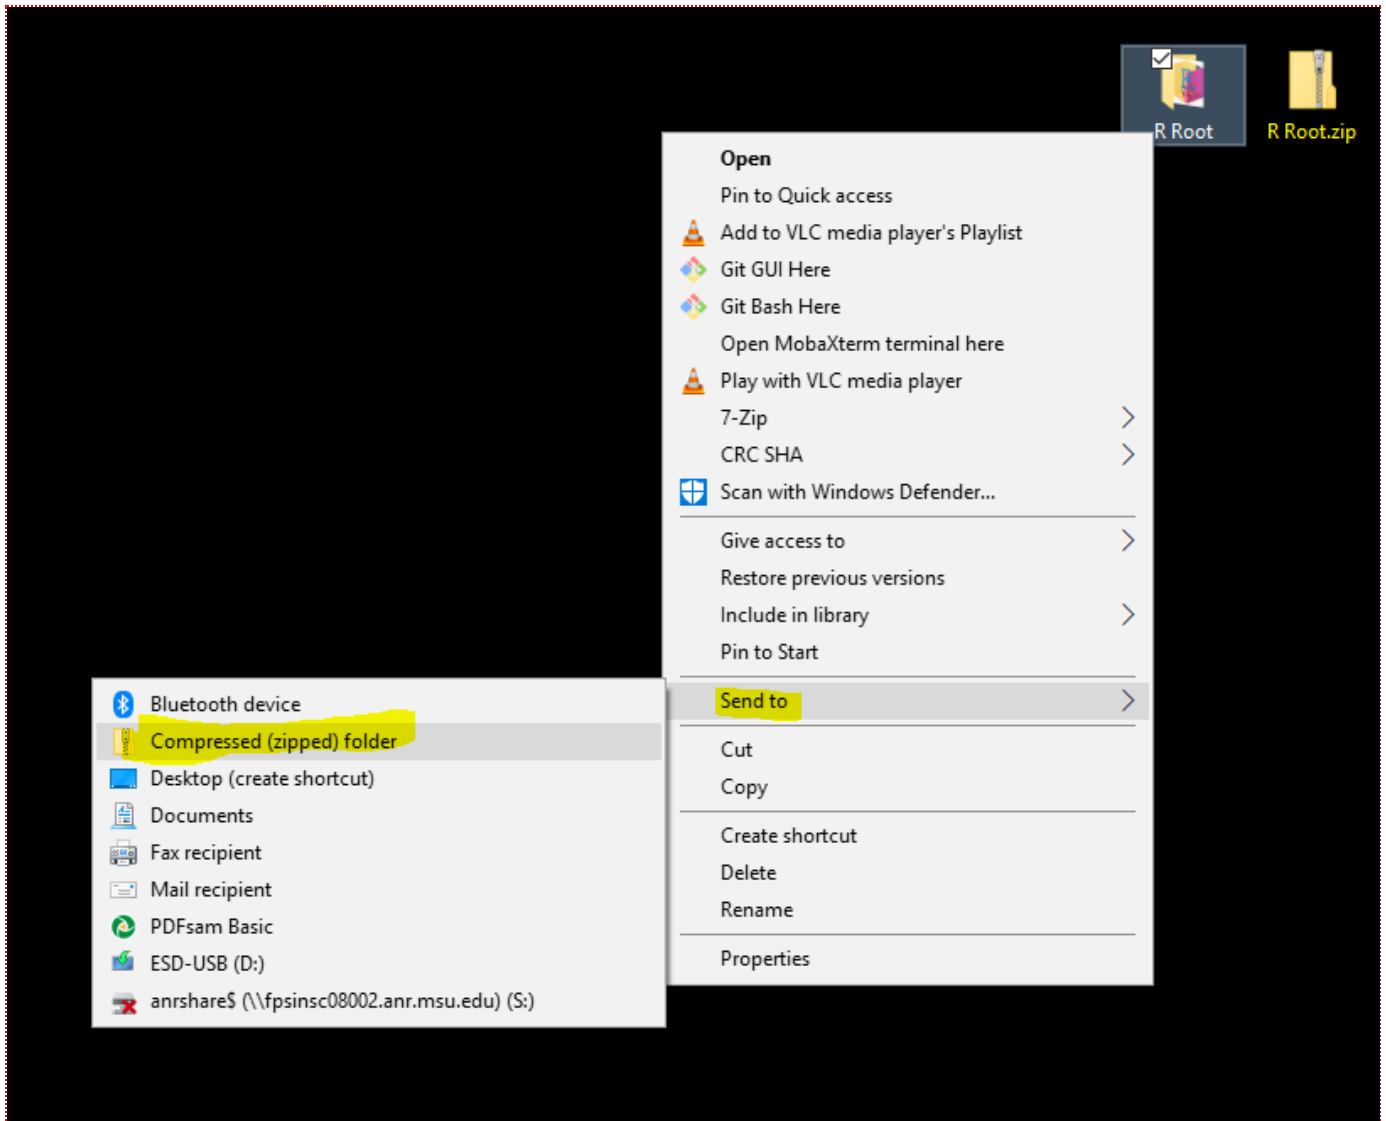 R Root
R Root.zip
Open
Pin to Quick access
Add to VLC media player's Playlist
Git GUI Here
Git Bash Here
Open MobaXterm terminal here
Play with VLC media player
7-Zip
CRC SHA
Scan with Windows Defender...
Give access to
Restore previous versions
Include in library
Pin to Start
Send to
Cut
Copy
Create shortcut
Delete
Rename
Properties
Bluetooth device
Compressed (zipped) folder
Desktop (create shortcut)
Documents
Fax recipient
Mail recipient
PDFsam Basic
ESD-USB (D:)
anrshare$ (\\fpsinsc08002.anr.msu.edu) (S:)